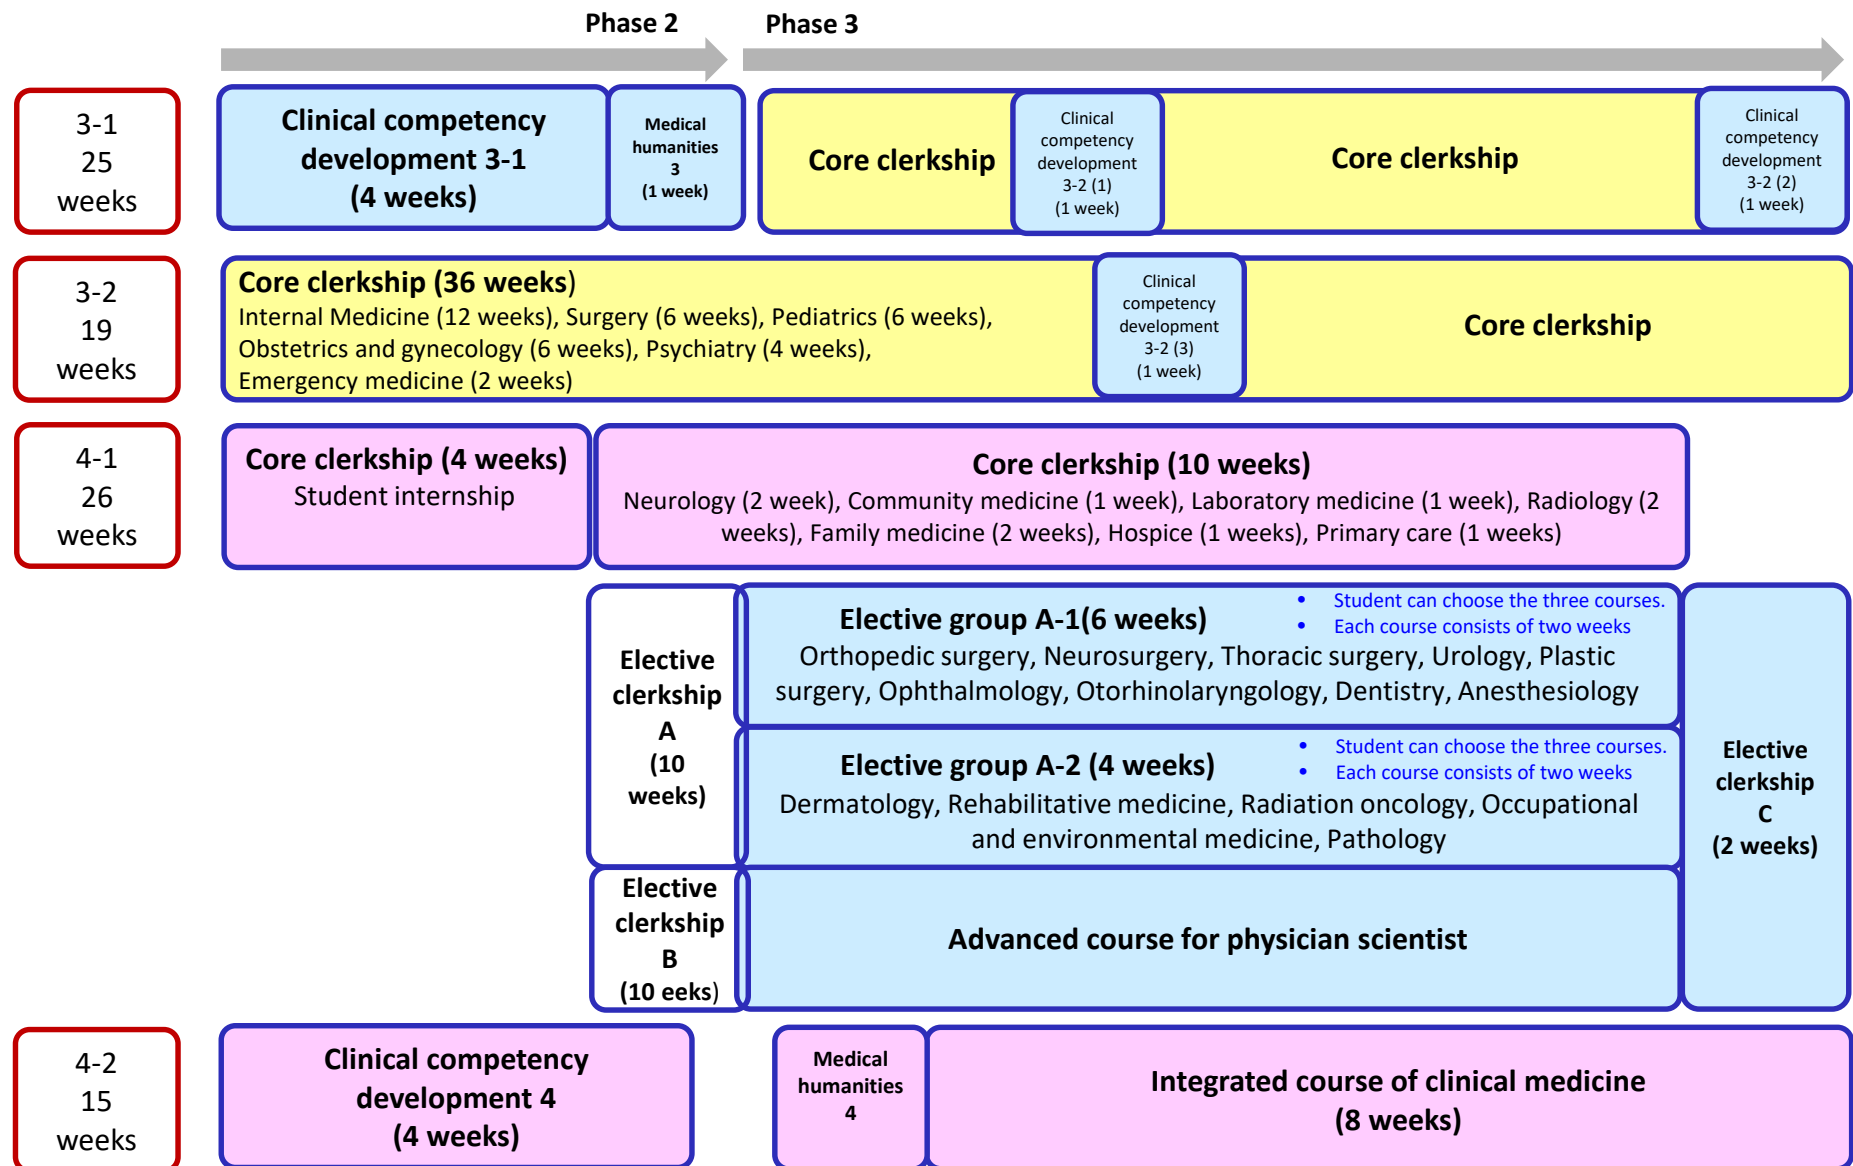 Phase 2
Phase 3
3-1
25
weeks
Clinical competency
development 3-1
(4 weeks)
Medical
humanities
3
(1 week)
Core clerkship
Clinical
competency
development
3-2 (1)
(1 week)
Core clerkship
Clinical
competency
development
3-2 (2)
(1 week)
3-2
19
weeks
Core clerkship (36 weeks)
Internal Medicine (12 weeks), Surgery (6 weeks), Pediatrics (6 weeks),
Obstetrics and gynecology (6 weeks), Psychiatry (4 weeks),
Emergency medicine (2 weeks)
Clinical
competency
development
3-2 (3)
(1 week)
Core clerkship
4-1
26
weeks
Core clerkship (4 weeks)
Student internship
Core clerkship (10 weeks)
Neurology (2 week), Community medicine (1 week), Laboratory medicine (1 week), Radiology (2
weeks), Family medicine (2 weeks), Hospice (1 weeks), Primary care (1 weeks)
Elective
clerkship
A
(10
weeks)
Elective group A-1(6 weeks)
• Student can choose the three courses.
• Each course consists of two weeks
Orthopedic surgery, Neurosurgery, Thoracic surgery, Urology, Plastic
surgery, Ophthalmology, Otorhinolaryngology, Dentistry, Anesthesiology
Elective group A-2 (4 weeks)
• Student can choose the three courses.
• Each course consists of two weeks
Dermatology, Rehabilitative medicine, Radiation oncology, Occupational
and environmental medicine, Pathology
Elective
clerkship
C
(2 weeks)
Elective
clerkship
B
(10 eeks)
Advanced course for physician scientist
4-2
15
weeks
Clinical competency
development 4
(4 weeks)
Medical
humanities
4
Integrated course of clinical medicine
(8 weeks)